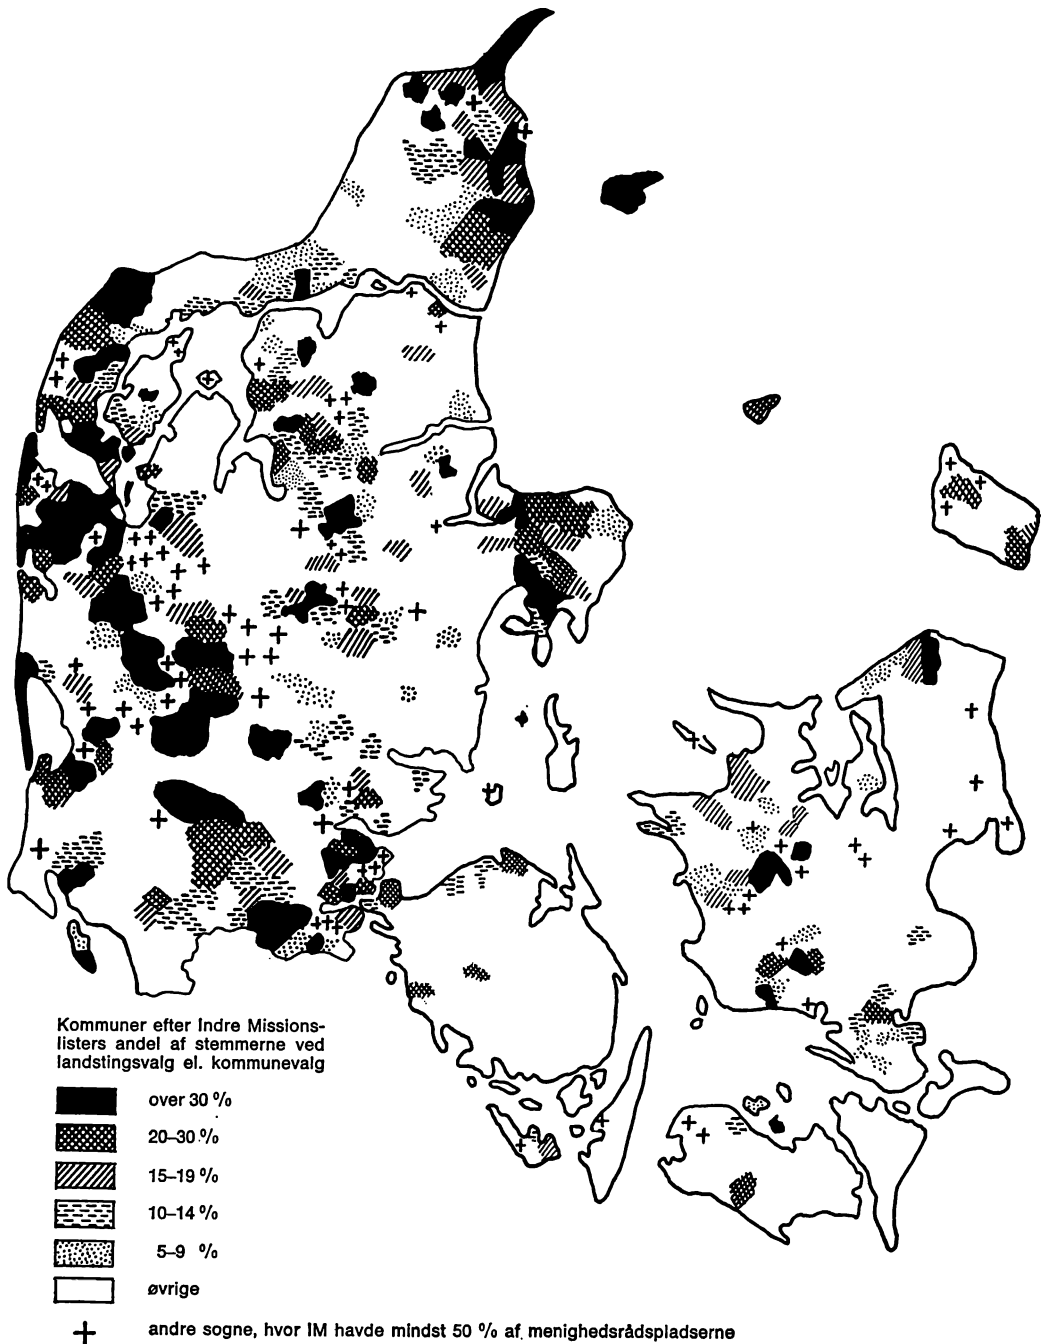 Kommuner efter Indre Missions-
listers andel af stemmerne ved
landstingsvalg el. kommunevalg
over 30 %
20–30 %
15–19 %
10–14 %
5–9 %
øvrige
andre sogne, hvor IM havde mindst 50 % af menighedsrådspladserne